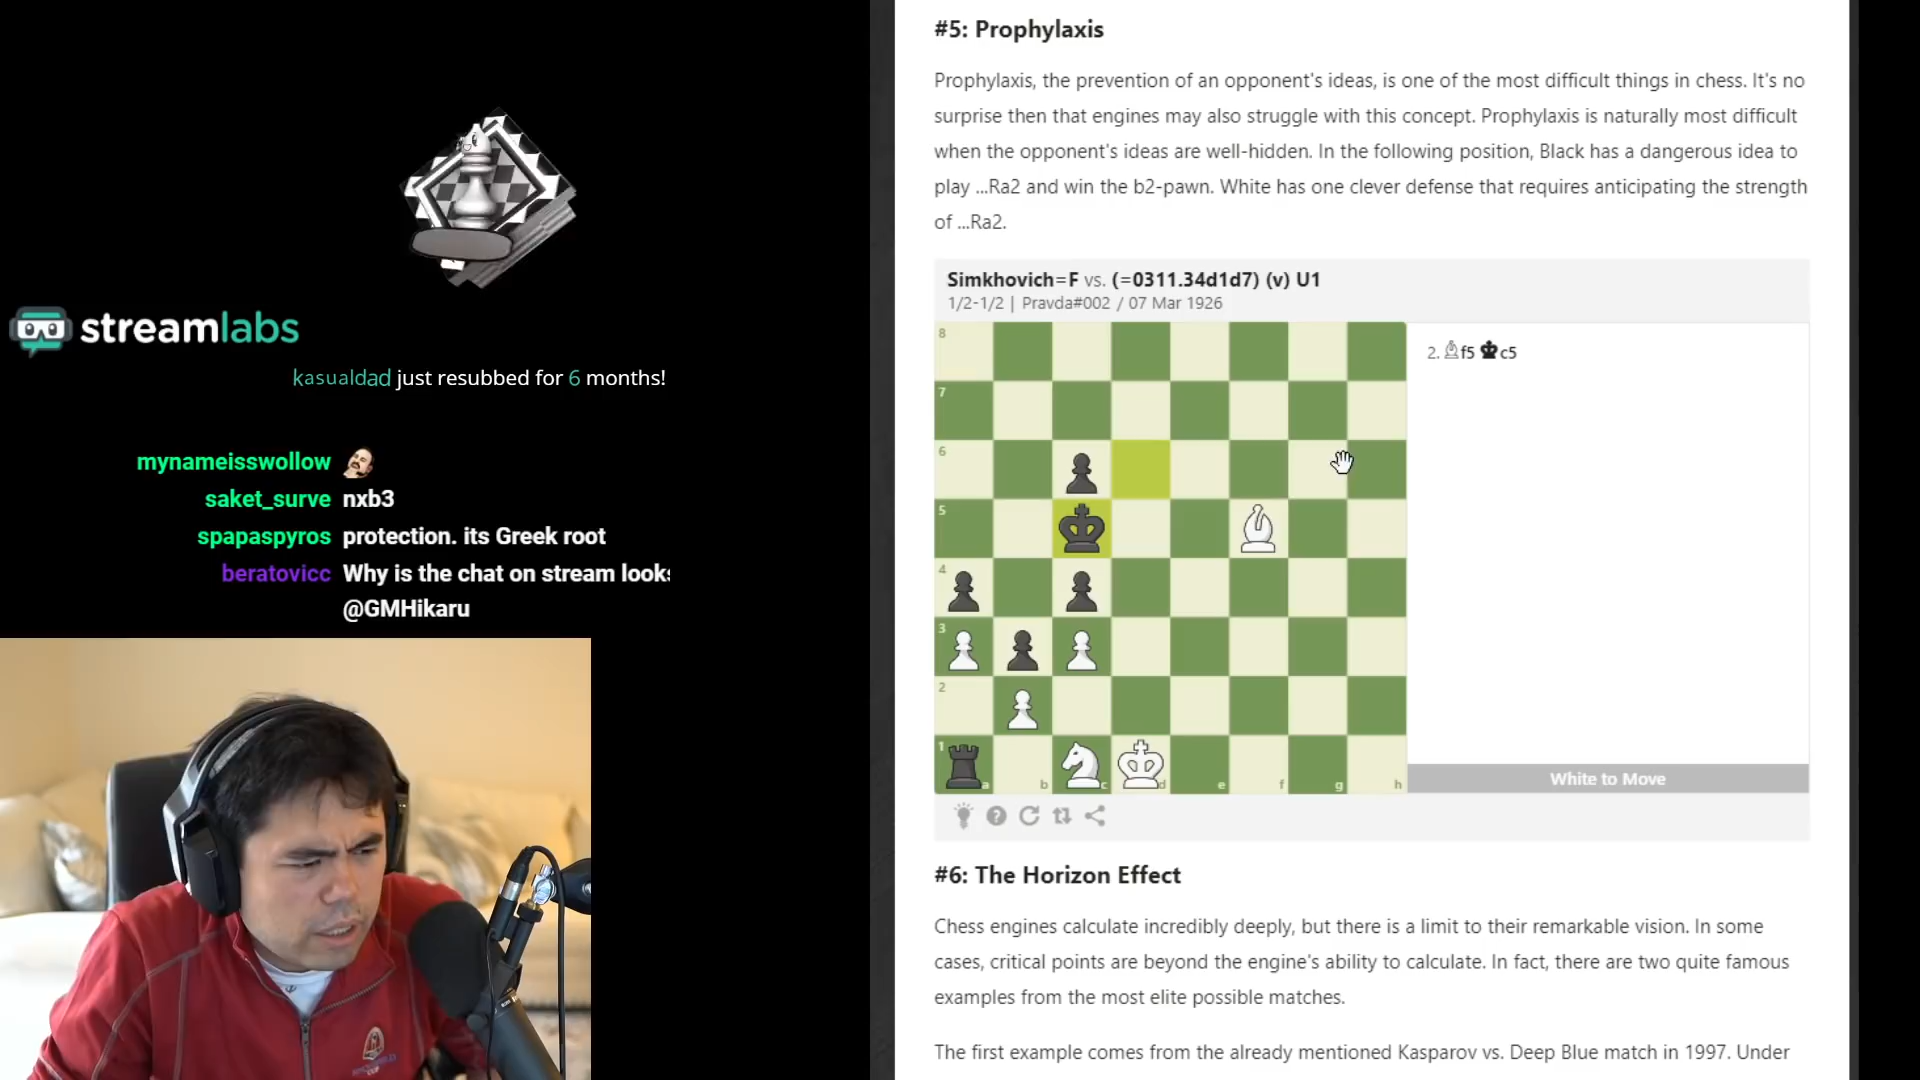 streamlabs
kasualdad just resubbed for 6 months!
mynameisswollow
saket_surve nxb3
spapaspyros protection. its Greek root
beratovicc Why is the chat on stream looks
@GMHikaru
#5: Prophylaxis
Prophylaxis, the prevention of an opponent's ideas, is one of the most difficult things in chess. It's no
surprise then that engines may also struggle with this concept. Prophylaxis is naturally most difficult
when the opponent's ideas are well-hidden. In the following position, Black has a dangerous idea to
play ...Ra2 and win the b2-pawn. White has one clever defense that requires anticipating the strength
of ...Ra2.
Simkhovich=F vs. (=0311.34d1d7) (v) U1
1/2-1/2 | Pravda#002 / 07 Mar 1926
2. ♗f5 ♚c5
8
7
6
5
4
3
2
1
a b c d e f g h
White to Move
#6: The Horizon Effect
Chess engines calculate incredibly deeply, but there is a limit to their remarkable vision. In some
cases, critical points are beyond the engine's ability to calculate. In fact, there are two quite famous
examples from the most elite possible matches.
The first example comes from the already mentioned Kasparov vs. Deep Blue match in 1997. Under